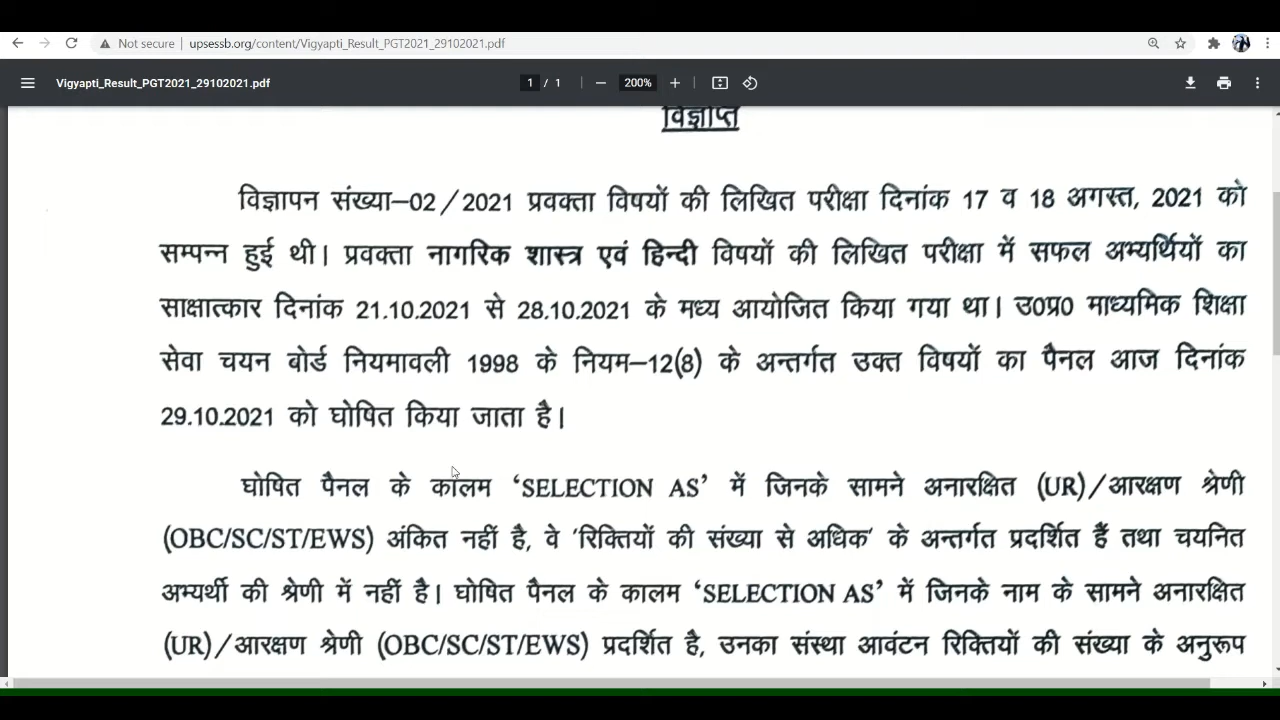 Not secure | upsessb.org/content/Vigyapti_Result_PGT2021_29102021.pdf
Vigyapti_Result_PGT2021_29102021.pdf 1 / 1 200%
विज्ञप्ति
विज्ञापन संख्या–02/2021 प्रवक्ता विषयों की लिखित परीक्षा दिनांक 17 व 18 अगस्त, 2021 को
सम्पन्न हुई थी। प्रवक्ता नागरिक शास्त्र एवं हिन्दी विषयों की लिखित परीक्षा में सफल अभ्यर्थियों का
साक्षात्कार दिनांक 21.10.2021 से 28.10.2021 के मध्य आयोजित किया गया था। उ0प्र0 माध्यमिक शिक्षा
सेवा चयन बोर्ड नियमावली 1998 के नियम–12(8) के अन्तर्गत उक्त विषयों का पैनल आज दिनांक
29.10.2021 को घोषित किया जाता है।
घोषित पैनल के कालम ‘SELECTION AS’ में जिनके सामने अनारक्षित (UR)/आरक्षण श्रेणी
(OBC/SC/ST/EWS) अंकित नहीं है, वे ‘रिक्तियों की संख्या से अधिक’ के अन्तर्गत प्रदर्शित हैं तथा चयनित
अभ्यर्थी की श्रेणी में नहीं है। घोषित पैनल के कालम ‘SELECTION AS’ में जिनके नाम के सामने अनारक्षित
(UR)/आरक्षण श्रेणी (OBC/SC/ST/EWS) प्रदर्शित है, उनका संस्था आवंटन रिक्तियों की संख्या के अनुरूप